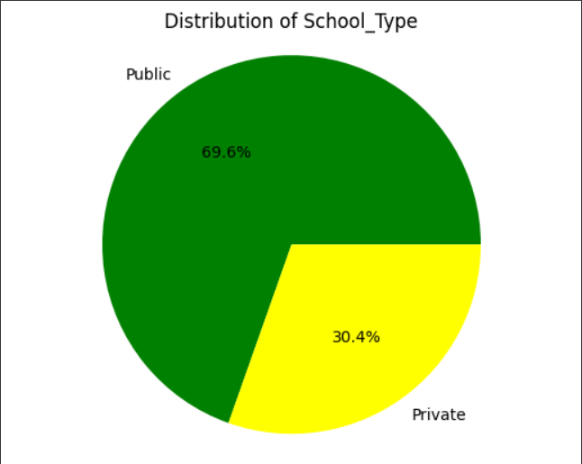 Distribution of School_Type
Public
69.6%
30.4%
Private